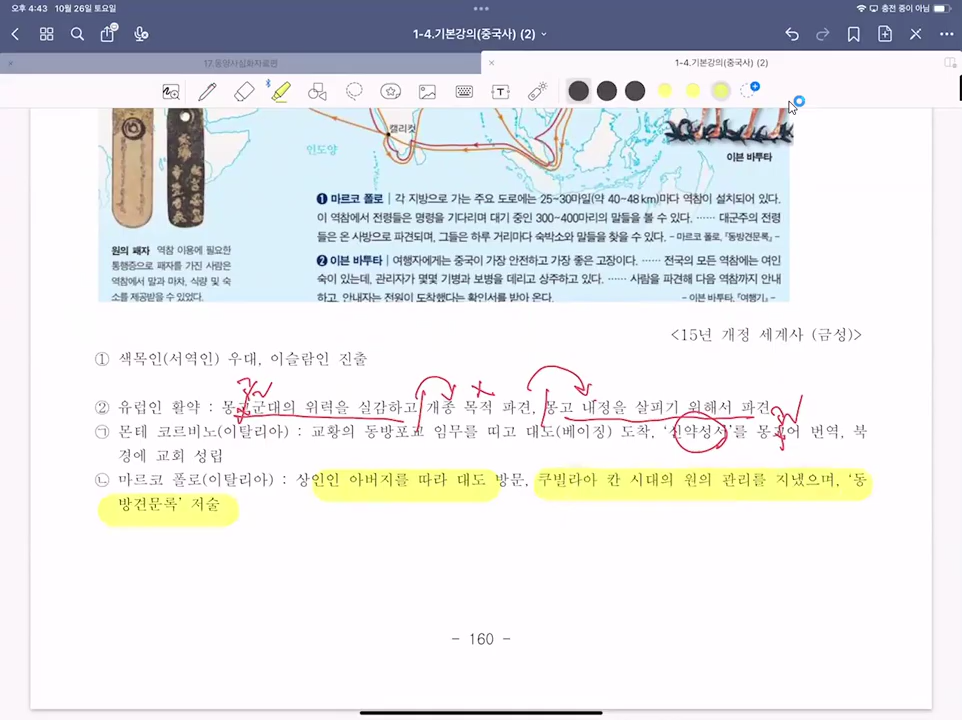 오후 4:43 10월 26일 토요일
충전 중이 아님
1-4.기본강의(중국사) (2)
17.동양사심화자료편
1-4.기본강의(중국사) (2)
캘리컷
인도양
이븐 바투타
❶ 마르코 폴로 | 각 지방으로 가는 주요 도로에는 25~30마일(약 40~48 km)마다 역참이 설치되어 있다.
이 역참에서 전령들은 명령을 기다리며 대기 중인 300~400마리의 말들을 볼 수 있다. …… 대군주의 전령
들은 온 사방으로 파견되며, 그들은 하루 거리마다 숙박소와 말들을 찾을 수 있다. - 마르코 폴로, 『동방견문록』 -
원의 패자 역참 이용에 필요한
통행증으로 패자를 가진 사람은
역참에서 말과 마차, 식량 및 숙
소를 제공받을 수 있었다.
❷ 이븐 바투타 | 여행자에게는 중국이 가장 안전하고 가장 좋은 고장이다. …… 전국의 모든 역참에는 여인
숙이 있는데, 관리자가 몇몇 기병과 보병을 데리고 상주하고 있다. …… 사람을 파견해 다음 역참까지 안내
하고, 안내자는 전원이 도착했다는 확인서를 받아 온다. - 이븐 바투타, 『여행기』 -
<15년 개정 세계사 (금성)>
① 색목인(서역인) 우대, 이슬람인 진출
② 유럽인 활약 : 몽고군대의 위력을 실감하고 개종 목적 파견, 몽고 내정을 살피기 위해서 파견
㉠ 몬테 코르비노(이탈리아) : 교황의 동방포교 임무를 띠고 대도(베이징) 도착, '신약성서'를 몽고어 번역, 북
경에 교회 성립
㉡ 마르코 폴로(이탈리아) : 상인인 아버지를 따라 대도 방문, 쿠빌라이 칸 시대의 원의 관리를 지냈으며, '동
방견문록' 저술
- 160 -